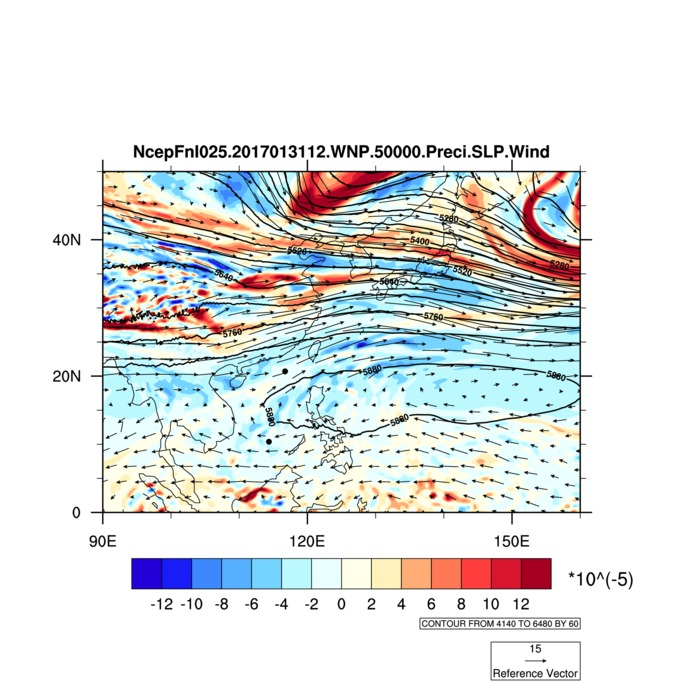 NcepFnl025.2017013112.WNP.50000.Preci.SLP.Wind
40N
20N
0
90E 120E 150E
5280
5400
5520
5520
5280
5640
5640
5760
5760
5880
5880
5880
5880
-12 -10 -8 -6 -4 -2 0 2 4 6 8 10 12
*10^(-5)
CONTOUR FROM 4140 TO 6480 BY 60
15
Reference Vector